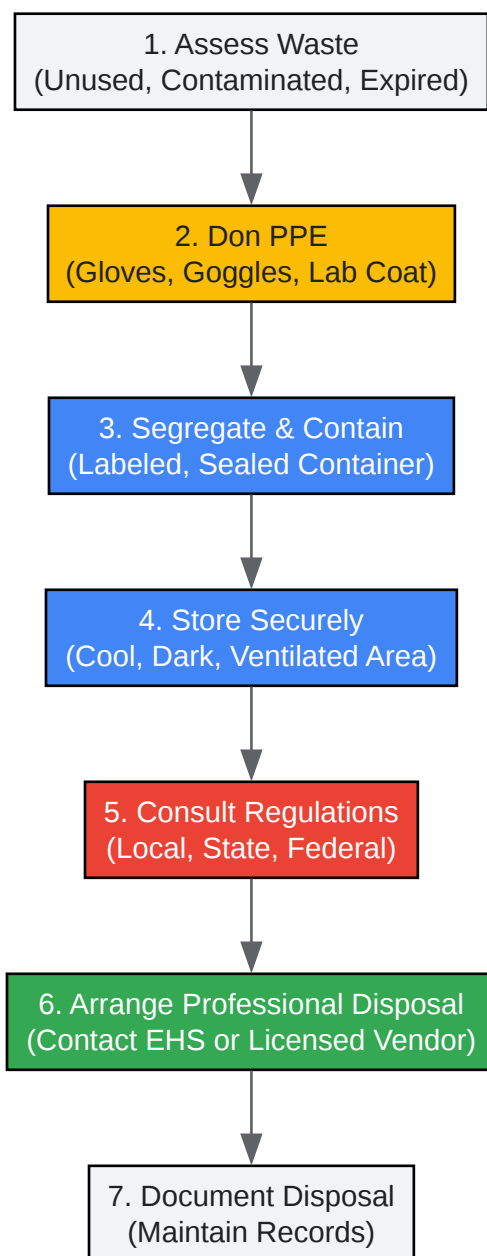 1. Assess Waste
(Unused, Contaminated, Expired)
2. Don PPE
(Gloves, Goggles, Lab Coat)
3. Segregate & Contain
(Labeled, Sealed Container)
4. Store Securely
(Cool, Dark, Ventilated Area)
5. Consult Regulations
(Local, State, Federal)
6. Arrange Professional Disposal
(Contact EHS or Licensed Vendor)
7. Document Disposal
(Maintain Records)